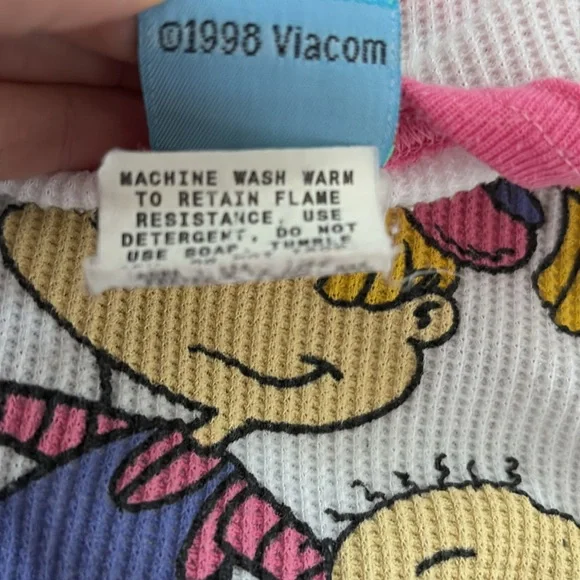 ©1998 Viacom
MACHINE WASH WARM
TO RETAIN FLAME
RESISTANCE, USE
DETERGENT, DO NOT
USE SOAP, TUMBLE